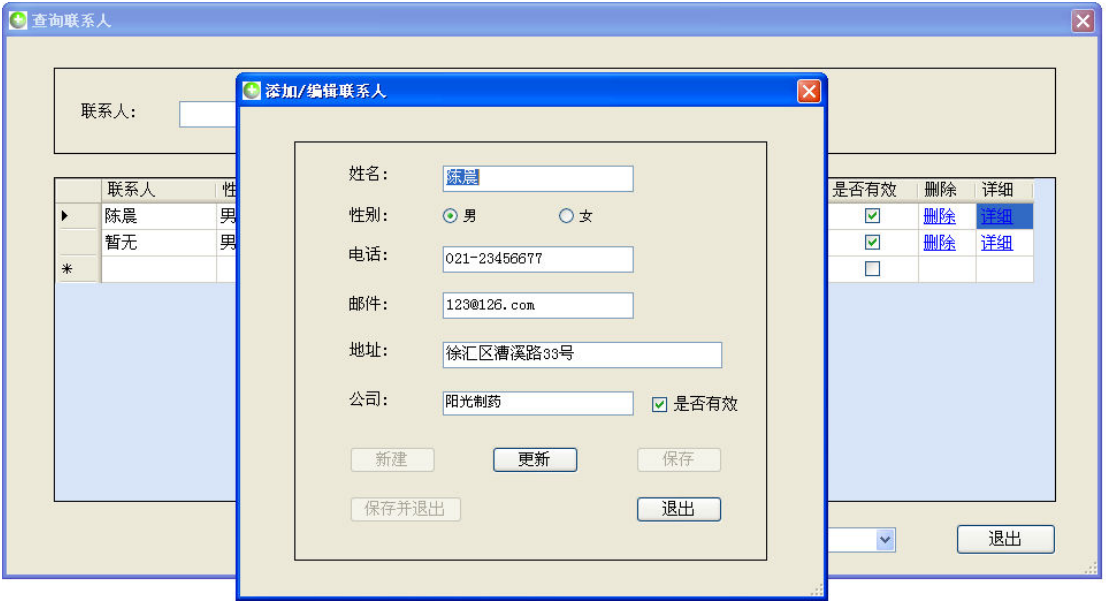 查询联系人
联系人:
添加/编辑联系人
姓名: 陈晨
性别: 男 女
电话: 021-23456677
邮件: 123@126.com
地址: 徐汇区漕溪路33号
公司: 阳光制药 是否有效
新建 更新 保存
保存并退出 退出
联系人 性 是否有效 删除 详细
陈晨 男 删除 详细
暂无 男 删除 详细
退出